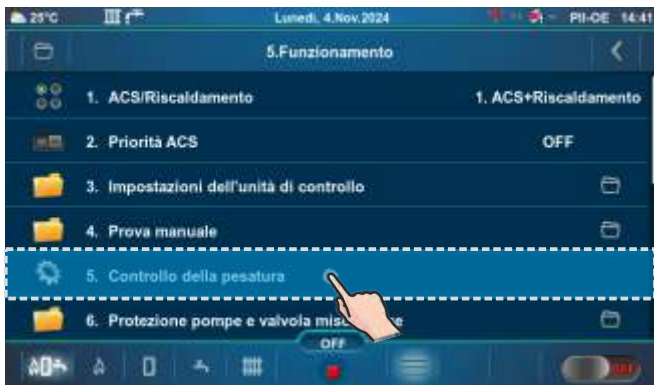 25°C Lunedi, 4.Nov.2024 PII-OE 14:41
5.Funzionamento
1. ACS/Riscaldamento 1. ACS+Riscaldamento
2. Priorità ACS OFF
3. Impostazioni dell'unità di controllo
4. Prova manuale
5. Controllo della pesatura
6. Protezione pompe e valvola
OFF
OFF